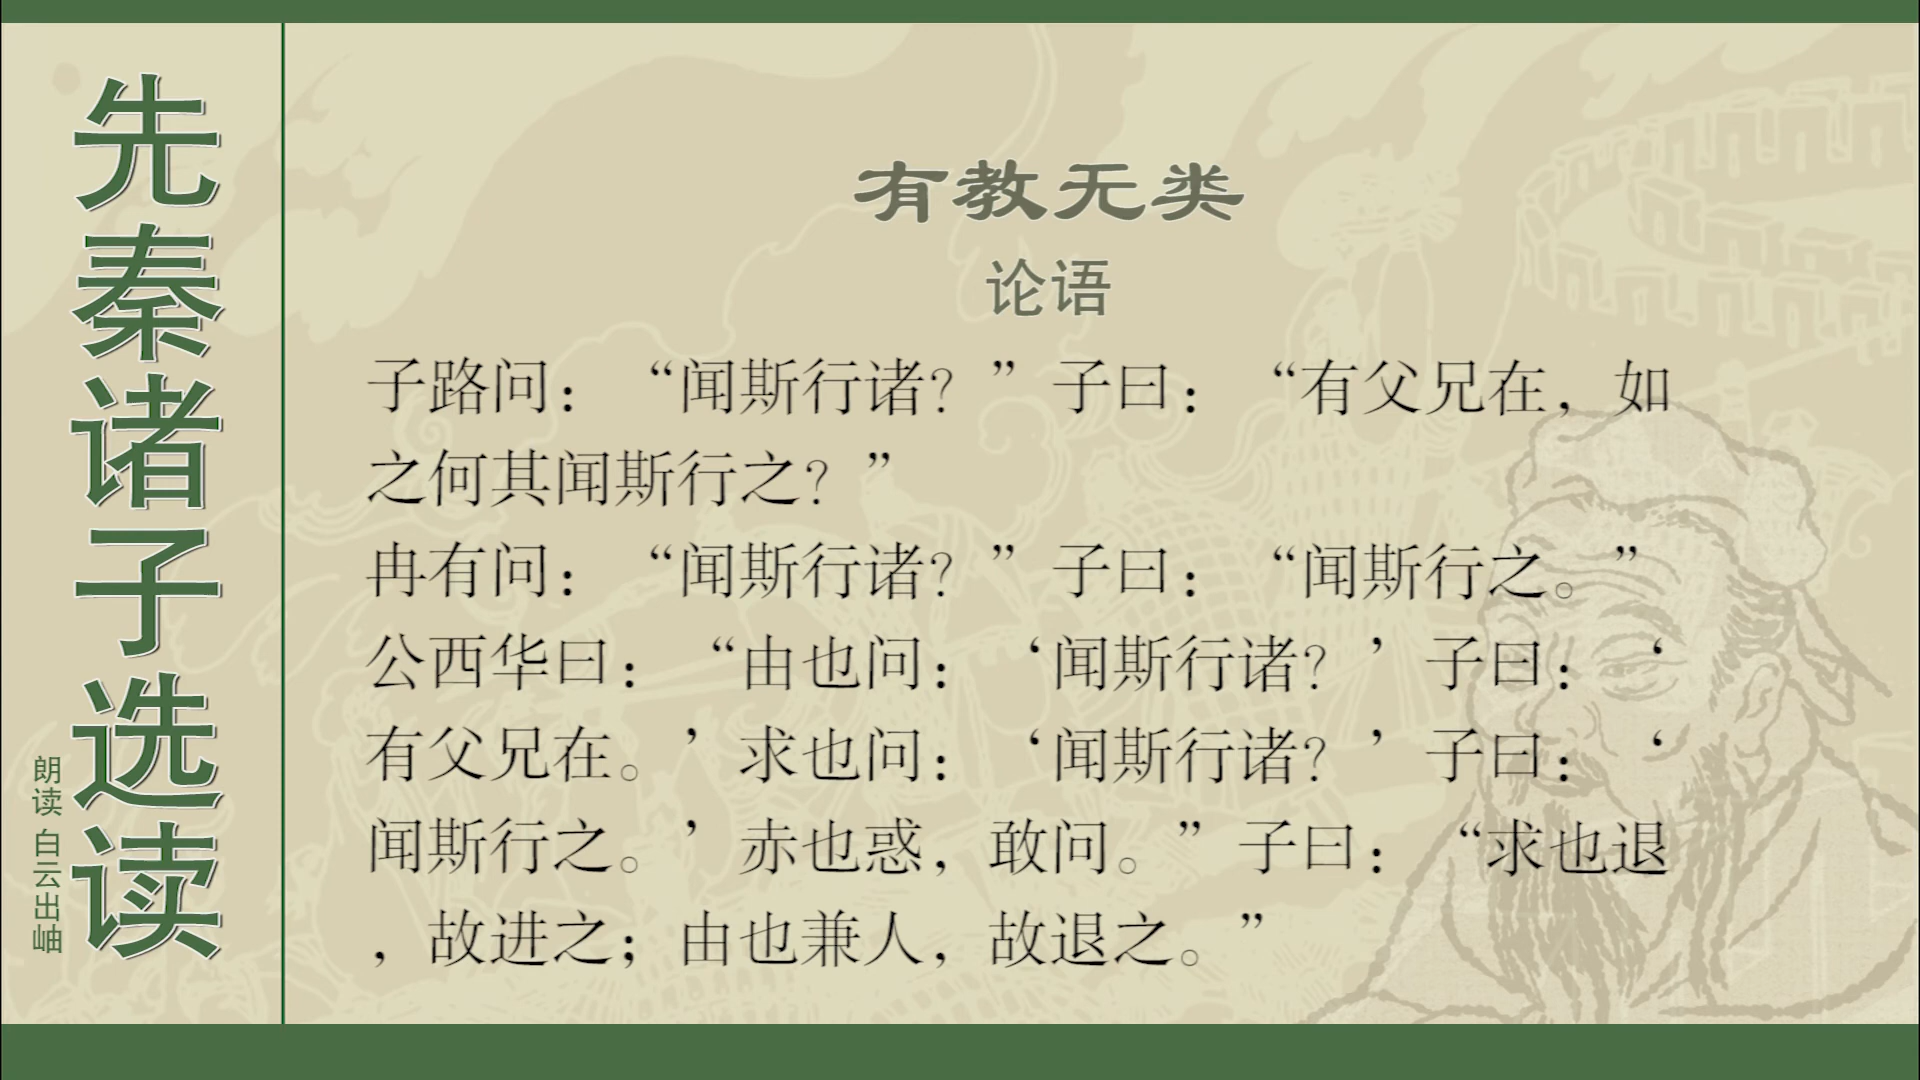 先秦诸子选读
朗读 白云出岫
有教无类
论语
子路问：“闻斯行诸？”子曰：“有父兄在，如
之何其闻斯行之？”
冉有问：“闻斯行诸？”子曰：“闻斯行之。”
公西华曰：“由也问：‘闻斯行诸？’子曰：‘
有父兄在。’求也问：‘闻斯行诸？’子曰：‘
闻斯行之。’赤也惑，敢问。”子曰：“求也退
，故进之；由也兼人，故退之。”